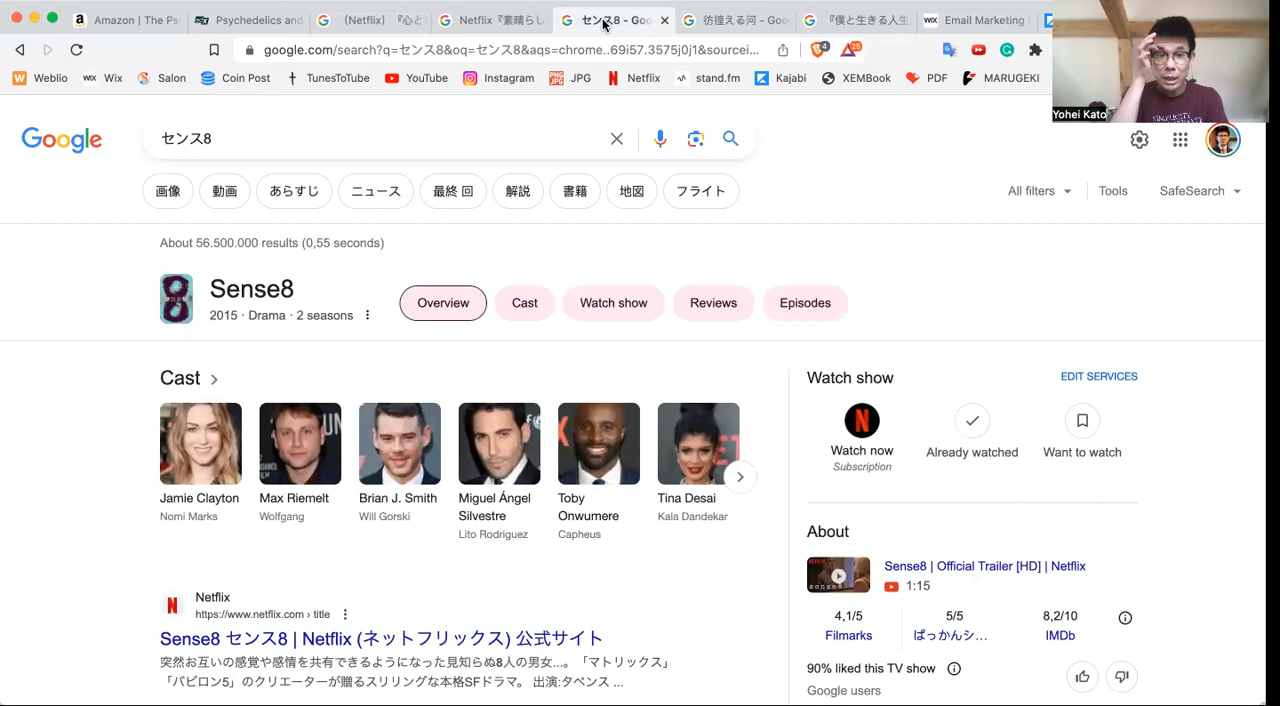 Amazon | The Ps
Psychedelics and
(Netflix) 『心と
Netflix『素晴らし
センス8 - Goo
彷徨える河 - Goo
『僕と生きる人生
WIX Email Marketing
google.com/search?q=センス8&oq=センス8&aqs=chrome..69i57.3575j0j1&sourcei...
4
25
Weblio
WIX Wix
Salon
Coin Post
TunesToTube
YouTube
Instagram
JPG
Netflix
stand.fm
Kajabi
XEMBook
PDF
MARUGEKI
Yohei Kato
Google
センス8
画像
動画
あらすじ
ニュース
最終 回
解説
書籍
地図
フライト
All filters
Tools
SafeSearch
About 56.500.000 results (0,55 seconds)
Sense8
2015 · Drama · 2 seasons
Overview
Cast
Watch show
Reviews
Episodes
Cast
Jamie Clayton
Nomi Marks
Max Riemelt
Wolfgang
Brian J. Smith
Will Gorski
Miguel Ángel
Silvestre
Lito Rodriguez
Toby
Onwumere
Capheus
Tina Desai
Kala Dandekar
Netflix
https://www.netflix.com › title
Sense8 センス8 | Netflix (ネットフリックス) 公式サイト
突然お互いの感覚や感情を共有できるようになった見知らぬ8人の男女...。「マトリックス」
「バビロン5」のクリエーターが贈るスリリングな本格SFドラマ。 出演:タペンス ...
Watch show
EDIT SERVICES
Watch now
Subscription
Already watched
Want to watch
About
Sense8 | Official Trailer [HD] | Netflix
1:15
4,1/5
Filmarks
5/5
ぱっかんシ...
8,2/10
IMDb
90% liked this TV show
Google users